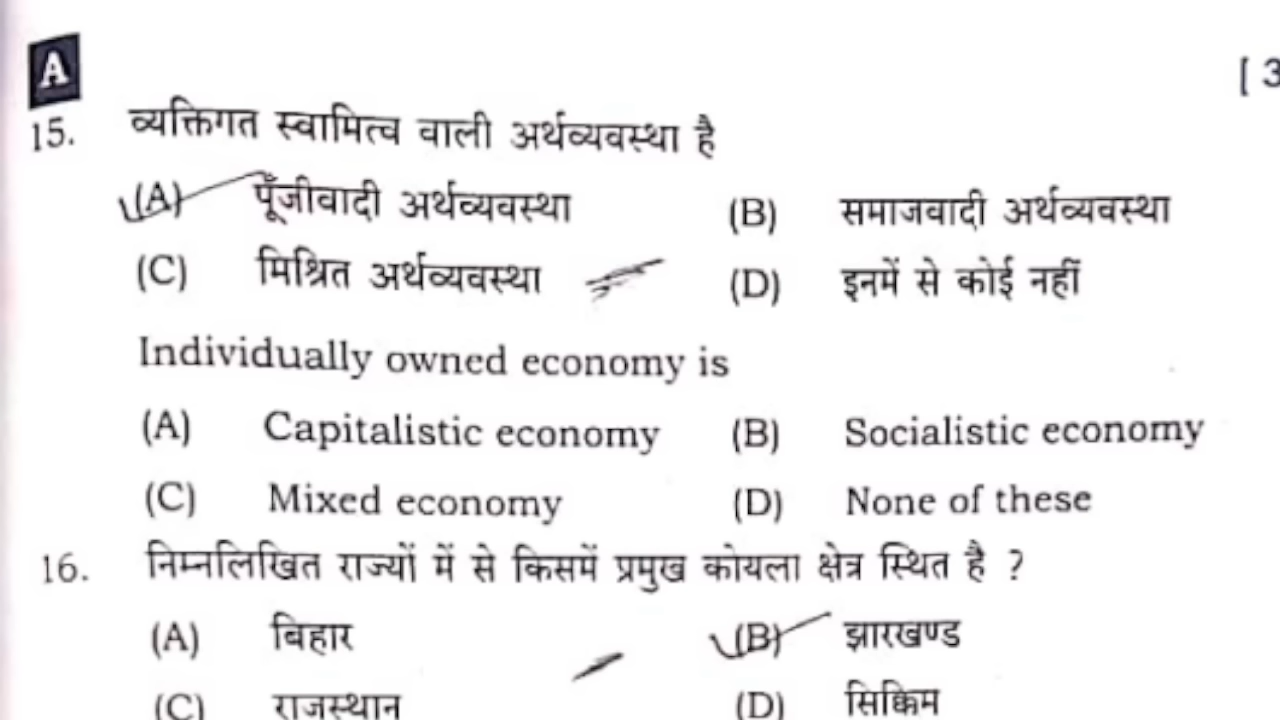 A
[ 3
15. व्यक्तिगत स्वामित्व वाली अर्थव्यवस्था है
(A) पूँजीवादी अर्थव्यवस्था (B) समाजवादी अर्थव्यवस्था
(C) मिश्रित अर्थव्यवस्था (D) इनमें से कोई नहीं
Individually owned economy is
(A) Capitalistic economy (B) Socialistic economy
(C) Mixed economy (D) None of these
16. निम्नलिखित राज्यों में से किसमें प्रमुख कोयला क्षेत्र स्थित है ?
(A) बिहार (B) झारखण्ड
(C) राजस्थान (D) सिक्किम